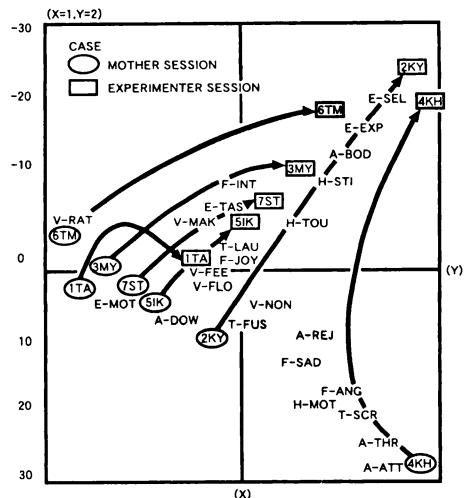 (X=1,Y=2)
-30
CASE
MOTHER SESSION
EXPERIMENTER SESSION
2KY
E-SEL
4KH
-20
6TM
E-EXP
A-BOD
-10
3MY
H-STI
F-INT
E-TAS
7ST
V-RAT
V-MAK
5IK
H-TOU
6TM
T-LAU
0
3MY
1TA
F-JOY
(Y)
V-FEE
1TA
7ST
V-FLO
E-MOT
5IK
V-NON
A-DOW
T-FUS
10
2KY
A-REJ
F-SAD
F-ANG
20
H-MOT
T-SCR
A-THR
30
A-ATT
4KH
(X)